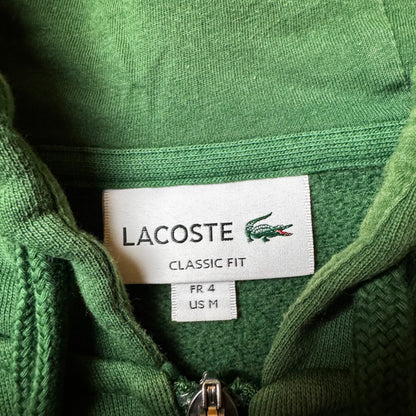 LACOSTE
CLASSIC FIT
FR 4
US M